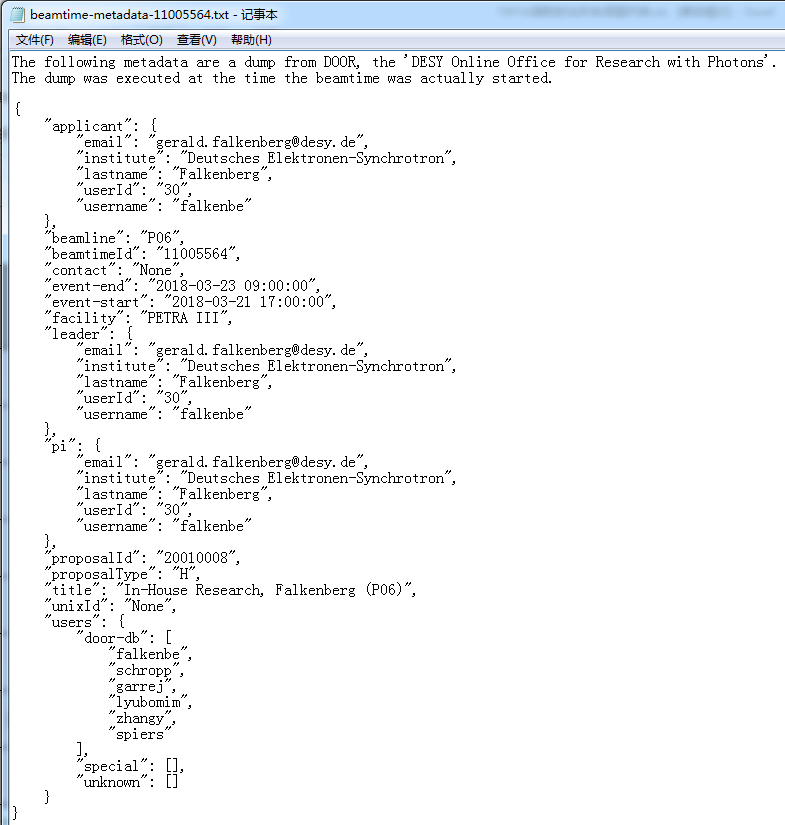 beamtime-metadata-11005564.txt - 记事本
文件(F) 编辑(E) 格式(O) 查看(V) 帮助(H)
The following metadata are a dump from DOOR, the 'DESY Online Office for Research with Photons'.
The dump was executed at the time the beamtime was actually started.

{
    "applicant": {
        "email": "gerald.falkenberg@desy.de",
        "institute": "Deutsches Elektronen-Synchrotron",
        "lastname": "Falkenberg",
        "userId": "30",
        "username": "falkenbe"
    },
    "beamline": "P06",
    "beamtimeId": "11005564",
    "contact": "None",
    "event-end": "2018-03-23 09:00:00",
    "event-start": "2018-03-21 17:00:00",
    "facility": "PETRA III",
    "leader": {
        "email": "gerald.falkenberg@desy.de",
        "institute": "Deutsches Elektronen-Synchrotron",
        "lastname": "Falkenberg",
        "userId": "30",
        "username": "falkenbe"
    },
    "pi": {
        "email": "gerald.falkenberg@desy.de",
        "institute": "Deutsches Elektronen-Synchrotron",
        "lastname": "Falkenberg",
        "userId": "30",
        "username": "falkenbe"
    },
    "proposalId": "20010008",
    "proposalType": "H",
    "title": "In-House Research, Falkenberg (P06)",
    "unixId": "None",
    "users": {
        "door-db": [
            "falkenbe",
            "schropp",
            "garrej",
            "lyubomim",
            "zhangy",
            "spiers"
        ],
        "special": [],
        "unknown": []
    }
}